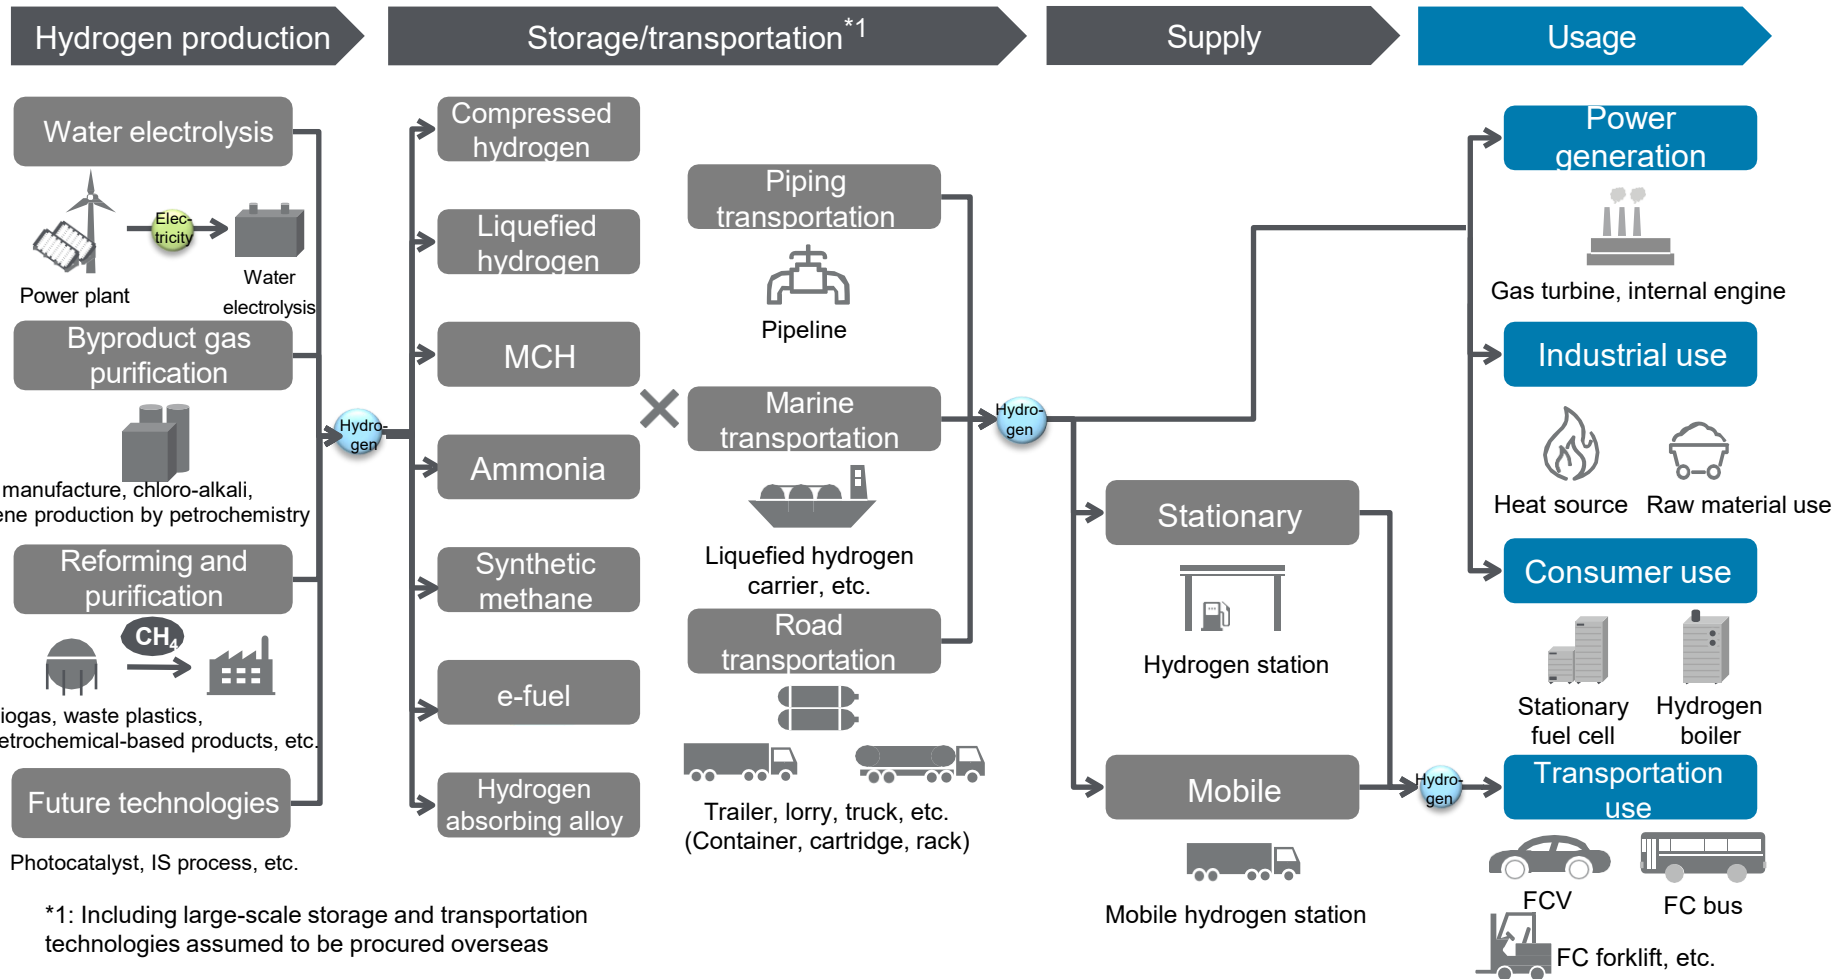 Hydrogen production
Storage/transportation*1
Supply
Usage
Water electrolysis
Elec-
tricity
Power plant
Water
electrolysis
Byproduct gas
purification
manufacture, chloro-alkali,
ene production by petrochemistry
Reforming and
purification
CH4
iogas, waste plastics,
etrochemical-based products, etc.
Future technologies
Photocatalyst, IS process, etc.
Hydro-
gen
Compressed
hydrogen
Liquefied
hydrogen
MCH
Ammonia
Synthetic
methane
e-fuel
Hydrogen
absorbing alloy
Piping
transportation
Pipeline
Marine
transportation
Liquefied hydrogen
carrier, etc.
Road
transportation
Trailer, lorry, truck, etc.
(Container, cartridge, rack)
Hydro-
gen
Stationary
Hydrogen station
Mobile
Mobile hydrogen station
Hydro-
gen
Power
generation
Gas turbine, internal engine
Industrial use
Heat source
Raw material use
Consumer use
Stationary
fuel cell
Hydrogen
boiler
Transportation
use
FCV
FC bus
FC forklift, etc.
*1: Including large-scale storage and transportation
technologies assumed to be procured overseas